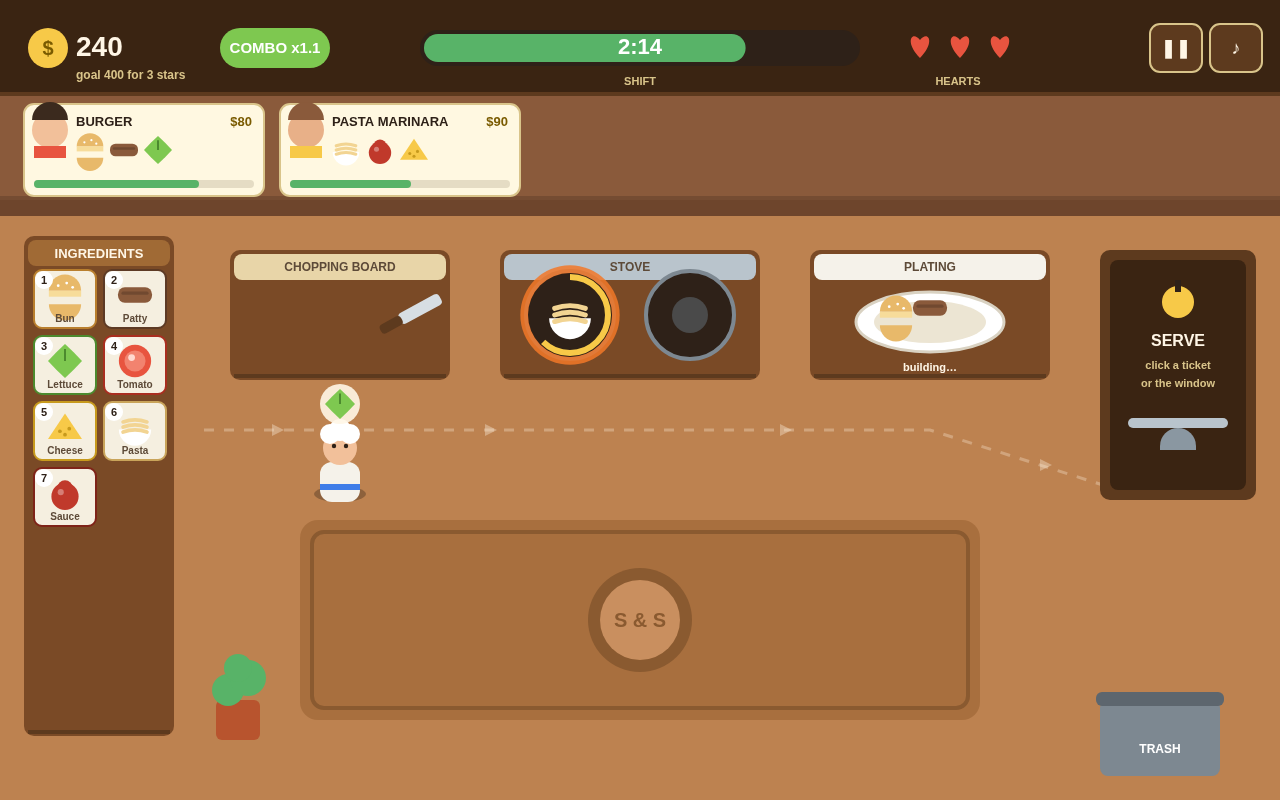 $ 240
goal 400 for 3 stars
COMBO x1.1
2:14
SHIFT
HEARTS
❚❚
♪
BURGER $80
PASTA MARINARA $90
INGREDIENTS
1
Bun
2
Patty
3
Lettuce
4
Tomato
5
Cheese
6
Pasta
7
Sauce
CHOPPING BOARD
STOVE
PLATING
building…
SERVE
click a ticket
or the window
S & S
TRASH